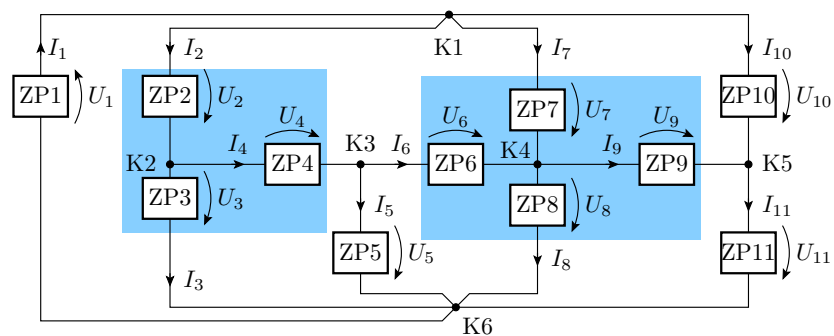 K1
I1 I2 I7 I10
ZP1 U1 ZP2 U2 ZP7 U7 ZP10 U10
U4 U6 U9
K2 I4 ZP4 K3 I6 ZP6 K4 I9 ZP9 K5
ZP3 U3 I5 ZP8 U8 I11
ZP5 U5 ZP11 U11
I3 I8
K6